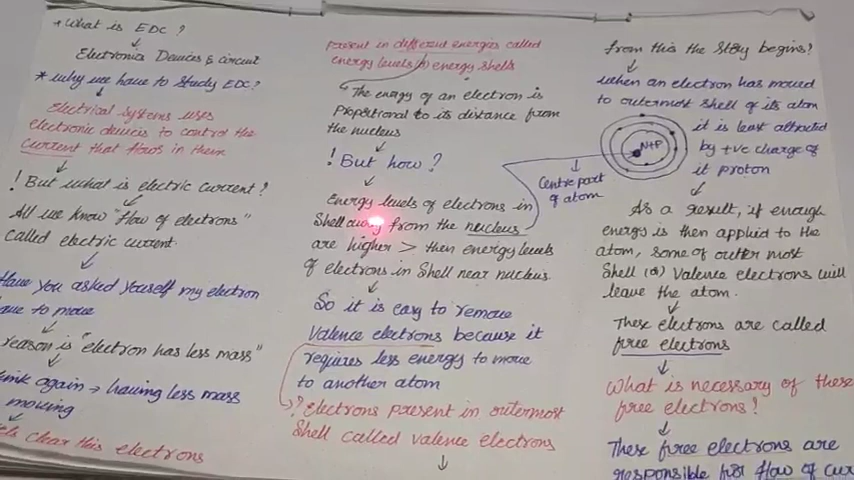 * What is EDC?
Electronic Devices & circuit
* Why we have to study EDC?
Electrical systems uses
electronic devices to control the
current that flows in them
! But what is electric current?
All we know "flow of electrons"
called electric current.
Have you asked yourself my electron
to move
reason is "electron has less mass"
think again → having less mass
moving
clear this electrons
Present in different energies called
energy levels energy shells
The energy of an electron is
Proportional to its distance from
the nucleus
! But how?
Energy levels of electrons in
Shell away from the nucleus
are higher > then energy levels
of electrons in Shell near nucleus
So it is easy to remove
Valence electrons because it
requires less energy to move
to another atom
? Electrons present in outermost
Shell called valence electrons
from this the story begins?
when an electron has moved
to outermost shell of its atom
it is least attracted
N+P
by +ve charge of
it proton
Centre part
of atom
As a result, if enough
energy is then applied to the
atom, some of outer most
Shell (or) Valence electrons will
leave the atom.
These electrons are called
free electrons
What is necessary of these
free electrons?
These free electrons are
responsible for flow of